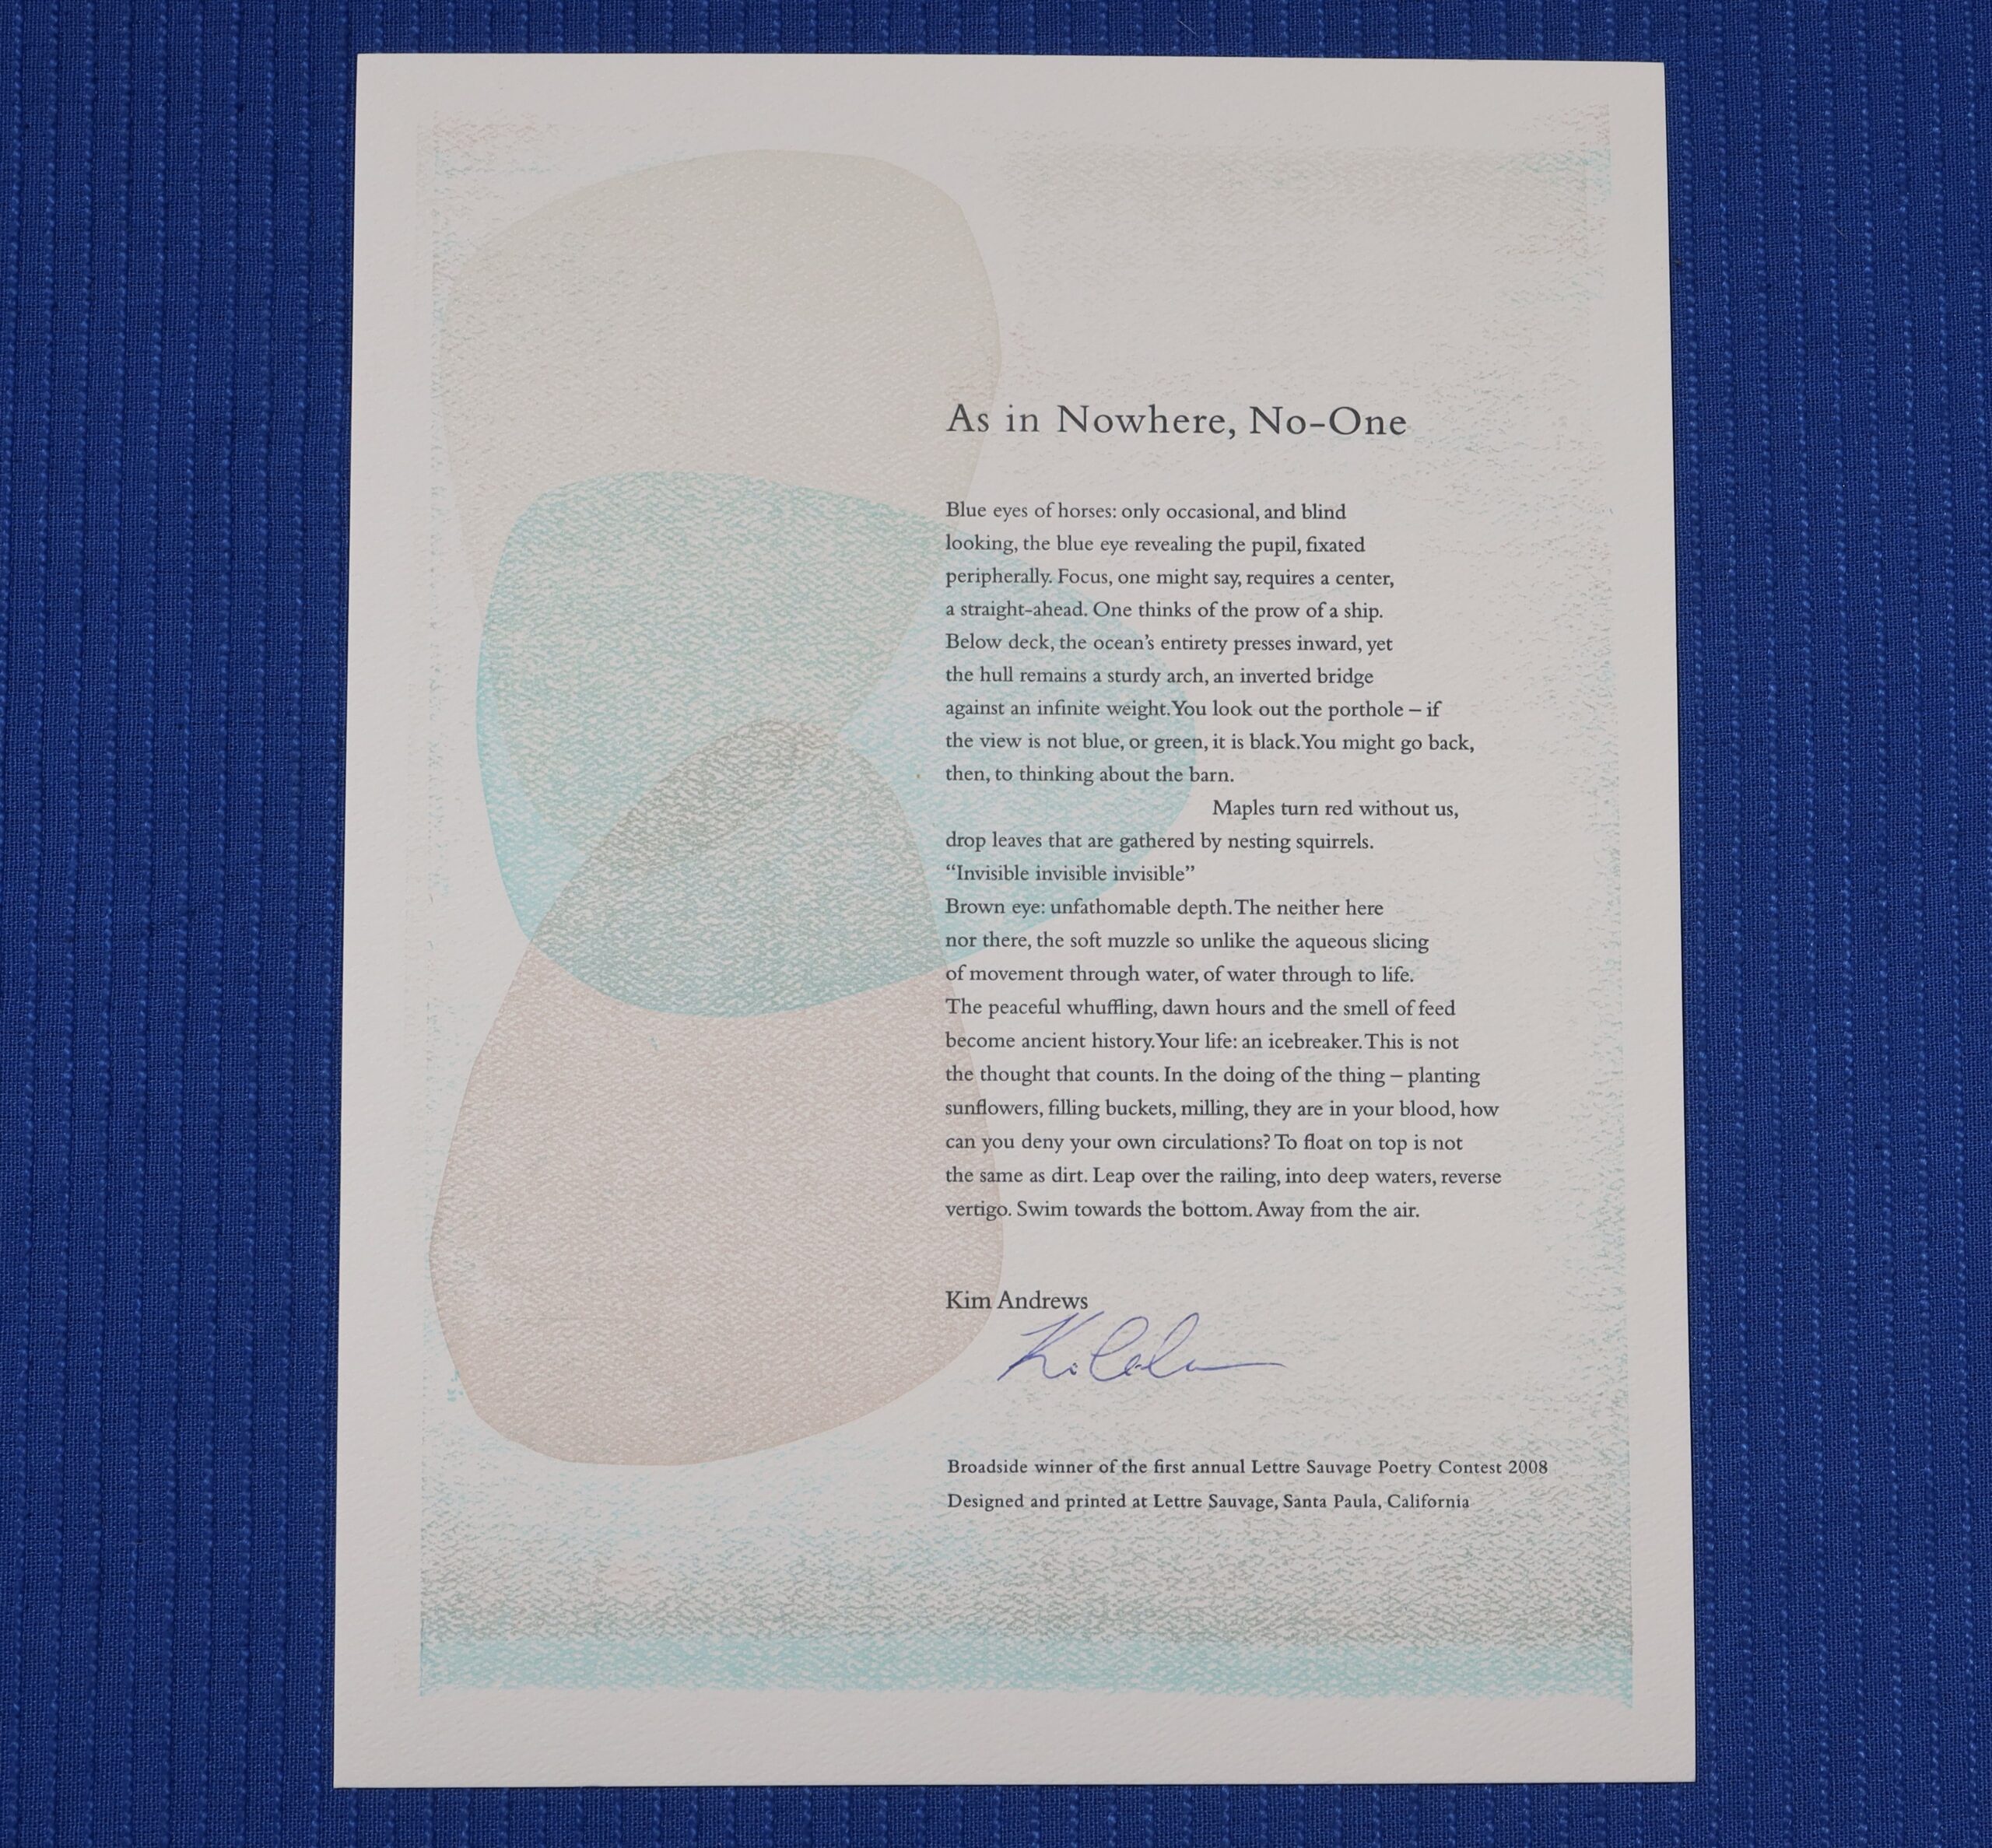 As in Nowhere, No-One
Blue eyes of horses: only occasional, and blind
looking, the blue eye revealing the pupil, fixated
peripherally. Focus, one might say, requires a center,
a straight-ahead. One thinks of the prow of a ship.
Below deck, the ocean’s entirety presses inward, yet
the hull remains a sturdy arch, an inverted bridge
against an infinite weight. You look out the porthole – if
the view is not blue, or green, it is black. You might go back,
then, to thinking about the barn.
Maples turn red without us,
drop leaves that are gathered by nesting squirrels.
“Invisible invisible invisible”
Brown eye: unfathomable depth. The neither here
nor there, the soft muzzle so unlike the aqueous slicing
of movement through water, of water through to life.
The peaceful whuffling, dawn hours and the smell of feed
become ancient history. Your life: an icebreaker. This is not
the thought that counts. In the doing of the thing – planting
sunflowers, filling buckets, milling, they are in your blood, how
can you deny your own circulations? To float on top is not
the same as dirt. Leap over the railing, into deep waters, reverse
vertigo. Swim towards the bottom. Away from the air.
Kim Andrews
Broadside winner of the first annual Lettre Sauvage Poetry Contest 2008
Designed and printed at Lettre Sauvage, Santa Paula, California